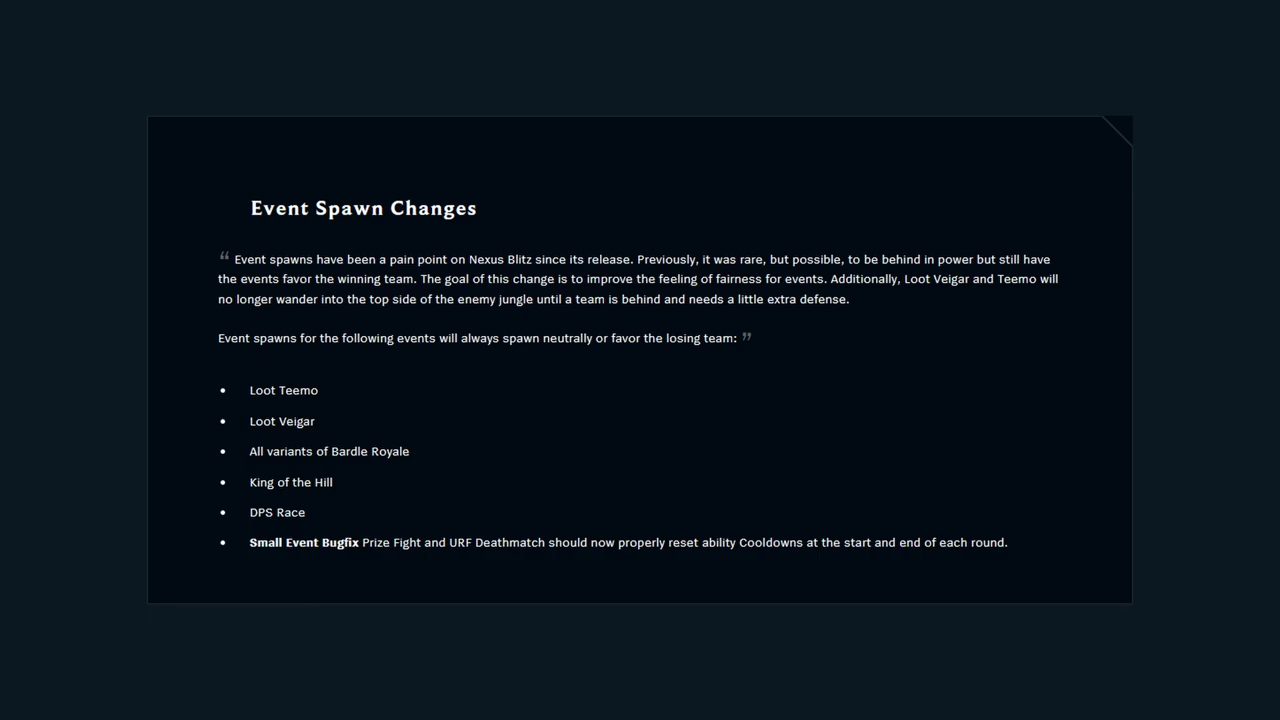 Event Spawn Changes
“ Event spawns have been a pain point on Nexus Blitz since its release. Previously, it was rare, but possible, to be behind in power but still have
the events favor the winning team. The goal of this change is to improve the feeling of fairness for events. Additionally, Loot Veigar and Teemo will
no longer wander into the top side of the enemy jungle until a team is behind and needs a little extra defense.
Event spawns for the following events will always spawn neutrally or favor the losing team: ”
• Loot Teemo
• Loot Veigar
• All variants of Bardle Royale
• King of the Hill
• DPS Race
• Small Event Bugfix Prize Fight and URF Deathmatch should now properly reset ability Cooldowns at the start and end of each round.